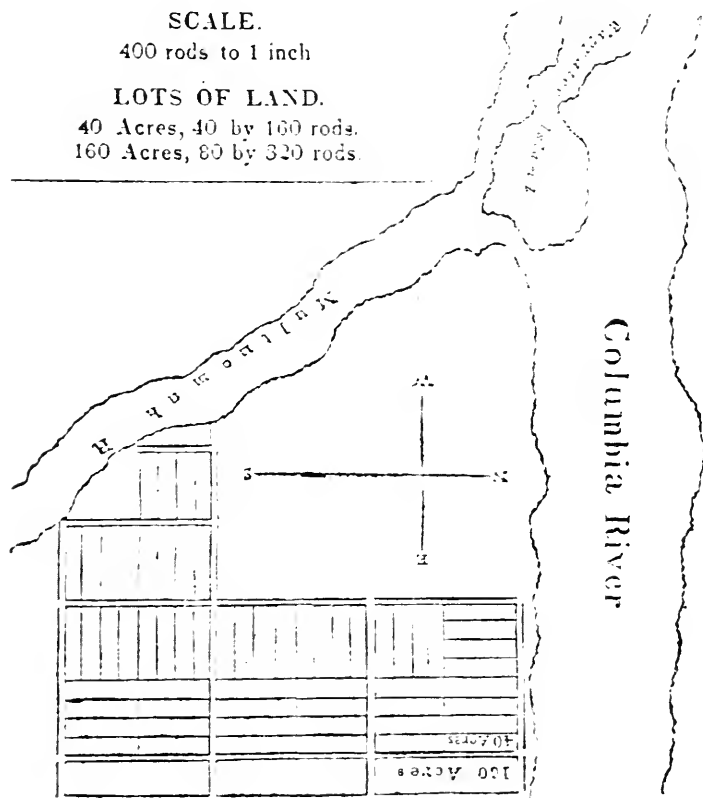 SCALE.
400 rods to 1 inch
LOTS OF LAND.
40 Acres, 40 by 160 rods.
160 Acres, 80 by 320 rods.
Multnomah R
Columbia River
W
S
N
E
40 Acres
160 Acres